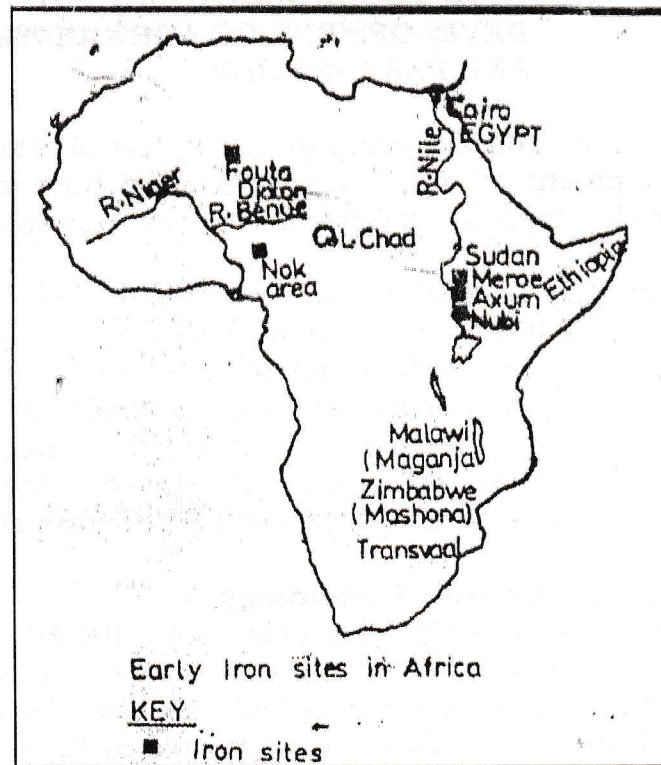 Cairo
EGYPT
R.Nile
Fouta
Djalon
R.Niger
R.Benue
L.Chad
Nok
area
Sudan
Meroe
Axum
Nubi
Ethiopia
Malawi
(Maganja
Zimbabwe
(Mashona)
Transvaal
Early Iron sites in Africa
KEY
Iron sites